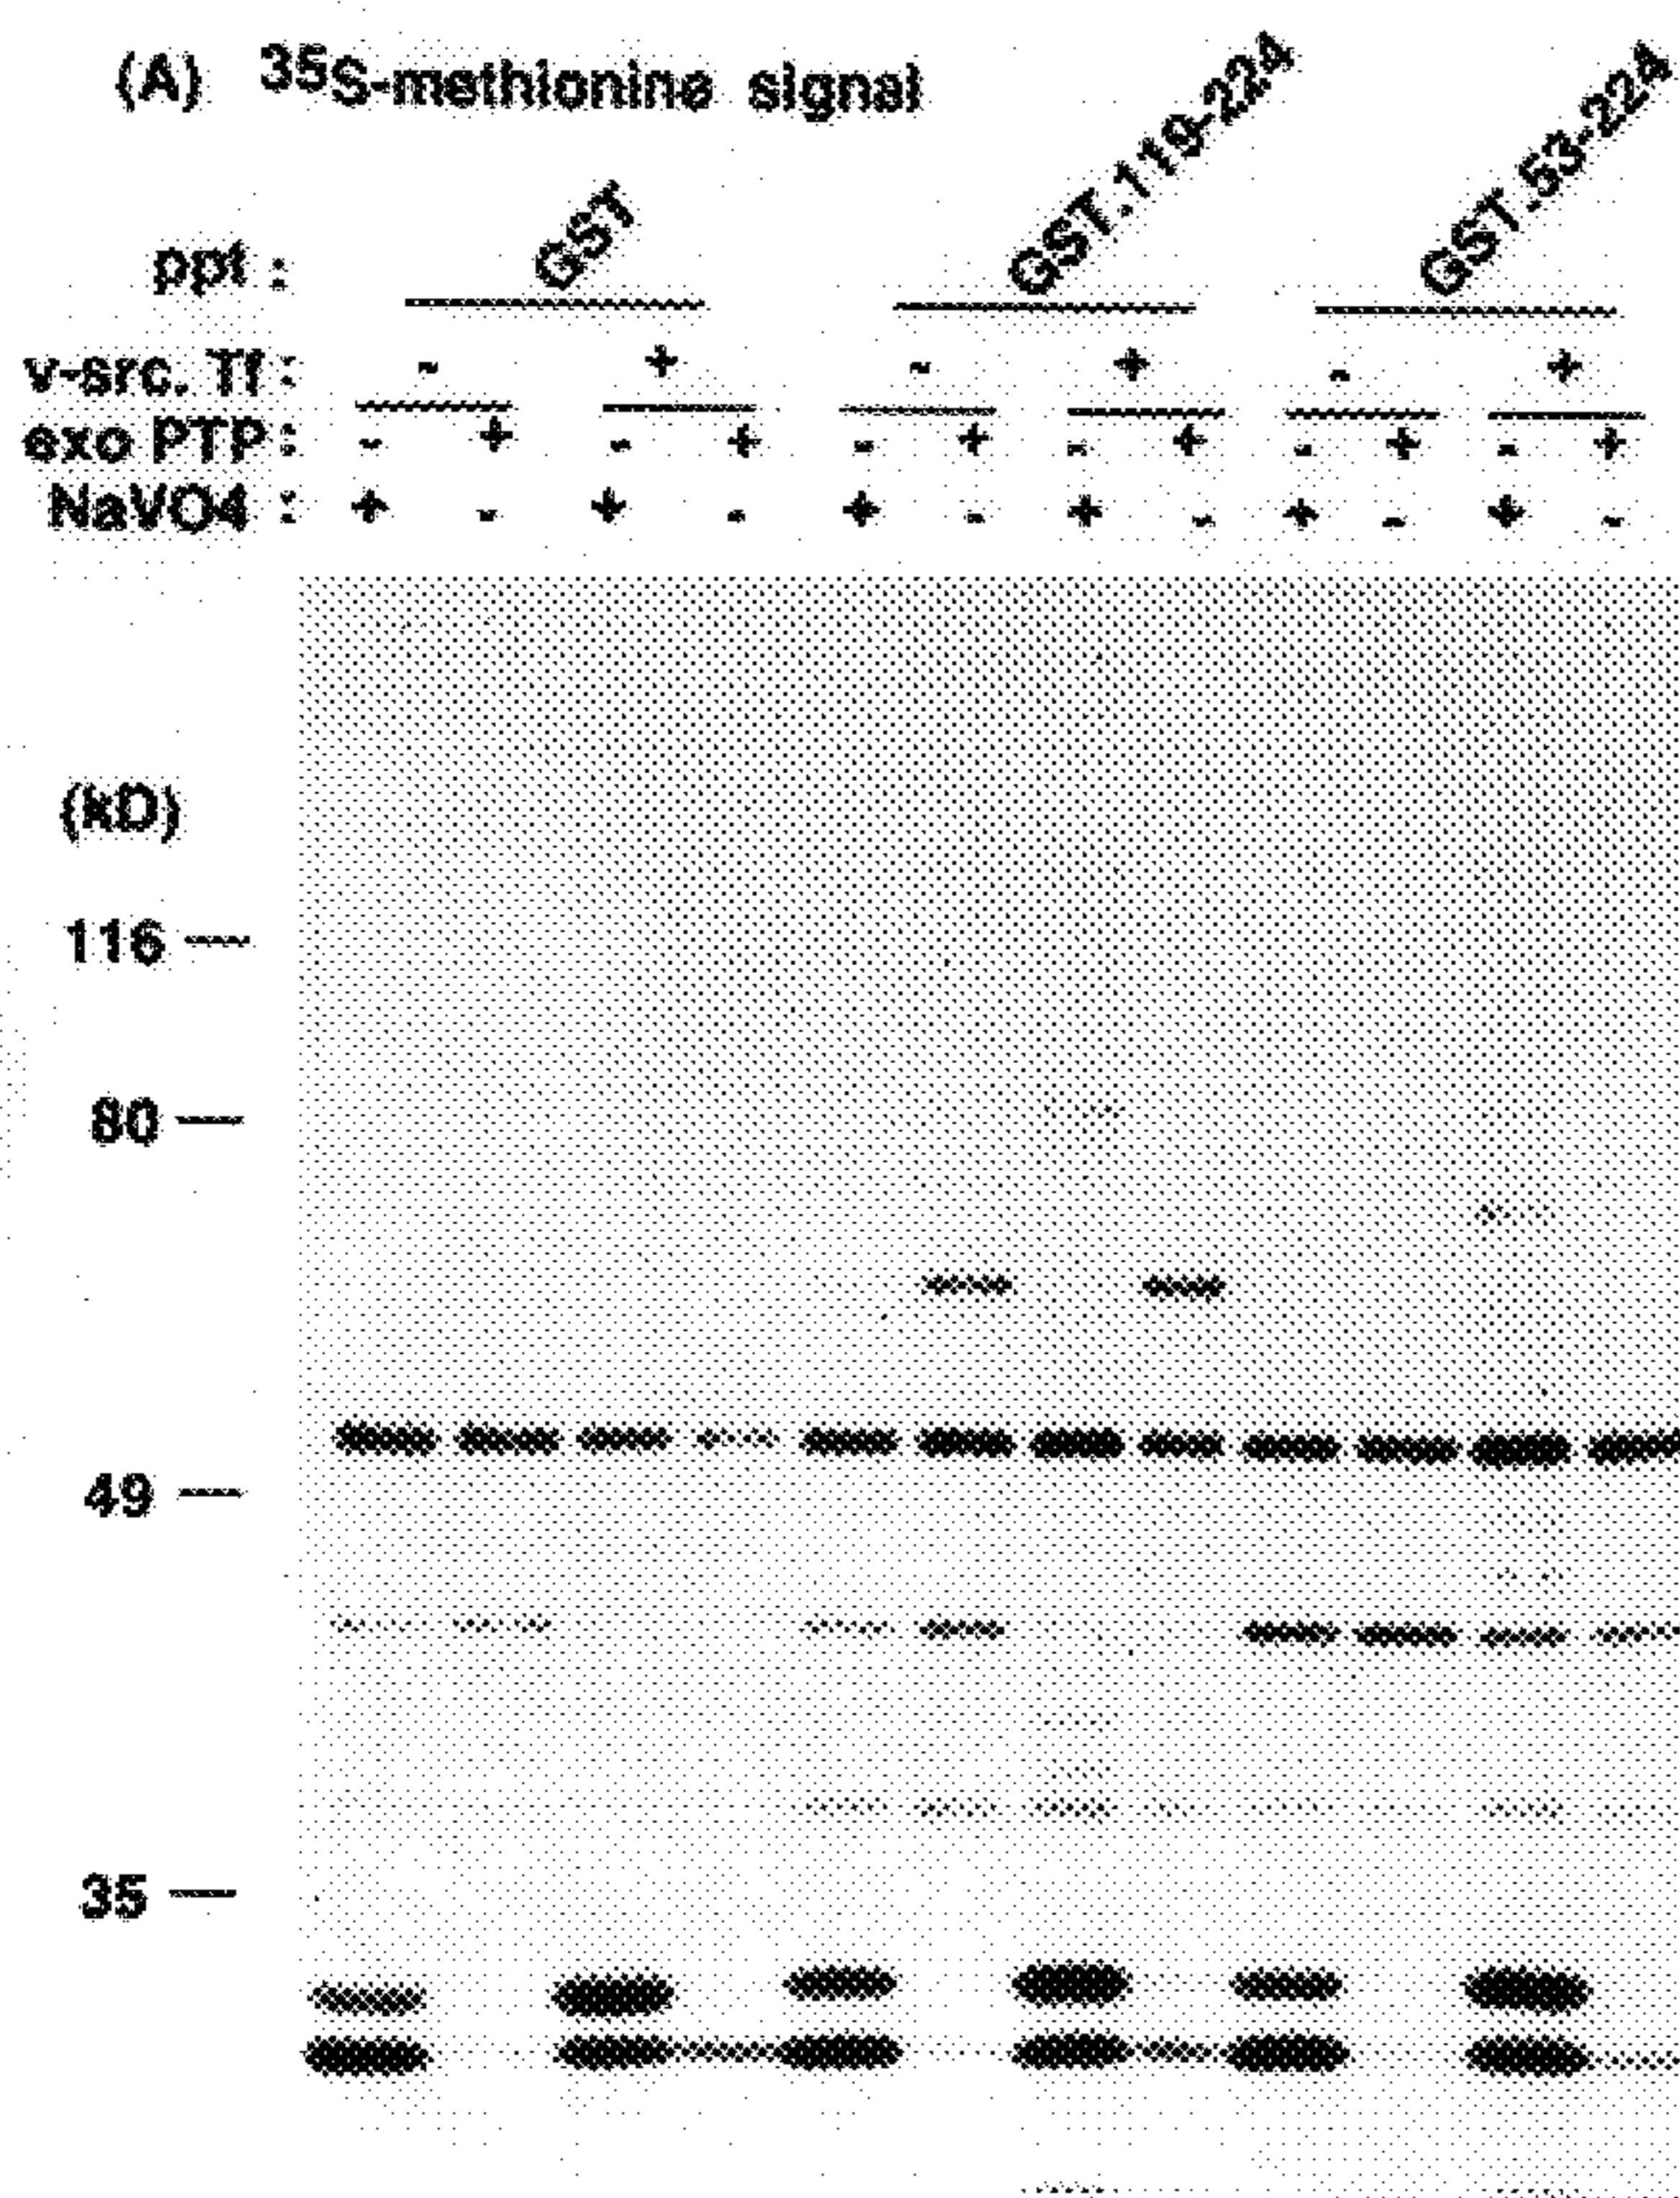 (A) 35S-methionine signal
ppt : GST GST.119-224 GST.53-224
v-src. Tf : - + - + - +
exo PTP : - + - + - + - + - + - +
NaVO4 : + - + - + - + - + - + -
(kD)
116 —
80 —
49 —
35 —